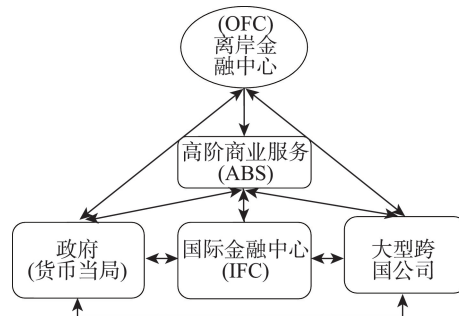 (OFC)
离岸金
融中心
高阶商业服务
(ABS)
政府
(货币当局)
国际金融中心
(IFC)
大型跨
国公司